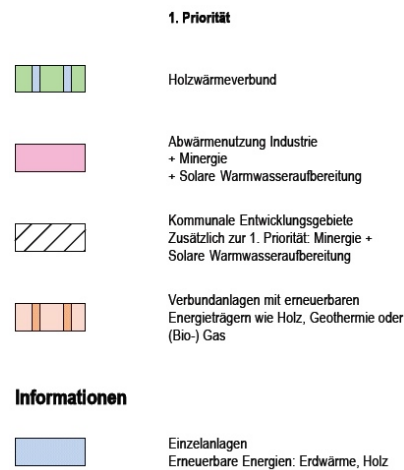 1. Priorität
Holzwärmeverbund
Abwärmenutzung Industrie
+ Minergie
+ Solare Warmwasseraufbereitung
Kommunale Entwicklungsgebiete
Zusätzlich zur 1. Priorität: Minergie +
Solare Warmwasseraufbereitung
Verbundanlagen mit erneuerbaren
Energieträgern wie Holz, Geothermie oder
(Bio-) Gas
Informationen
Einzelanlagen
Erneuerbare Energien: Erdwärme, Holz